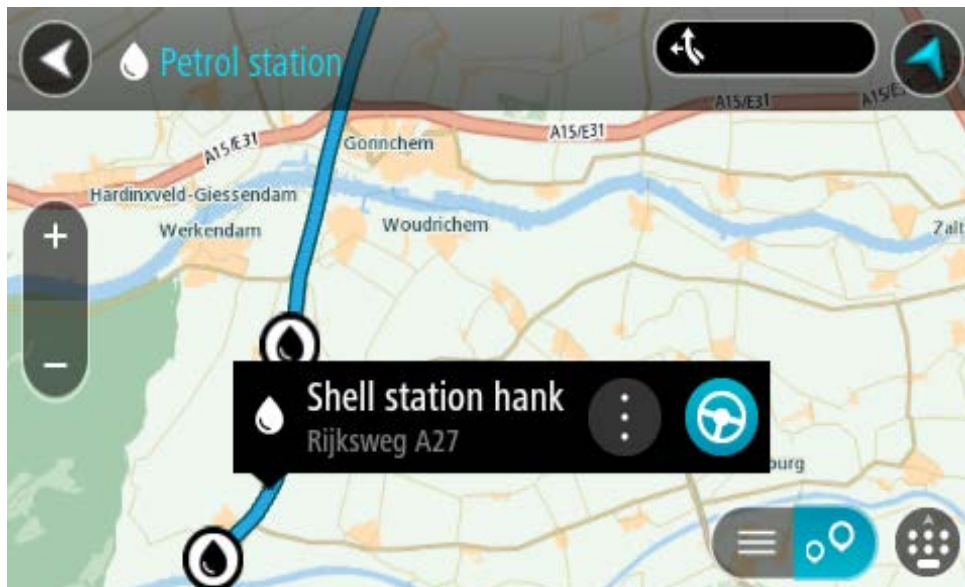 Petrol station
A15/E31
A15/E31
A15/E31
A15/E31
Gorinchem
Hardinxveld-Giessendam
Werkendam
Woudrichem
Zalt
Shell station hank
Rijksweg A27
burg